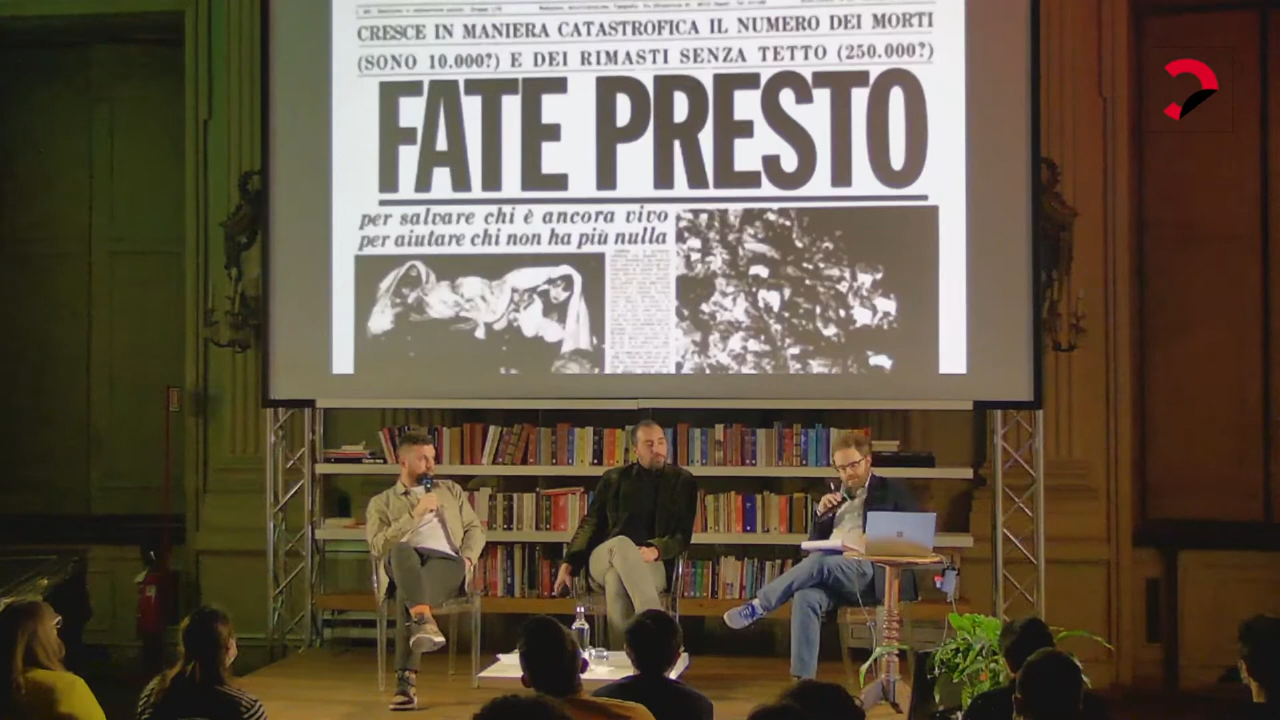 CRESCE IN MANIERA CATASTROFICA IL NUMERO DEI MORTI
(SONO 10.000?) E DEI RIMASTI SENZA TETTO (250.000?)
FATE PRESTO
per salvare chi è ancora vivo
per aiutare chi non ha più nulla